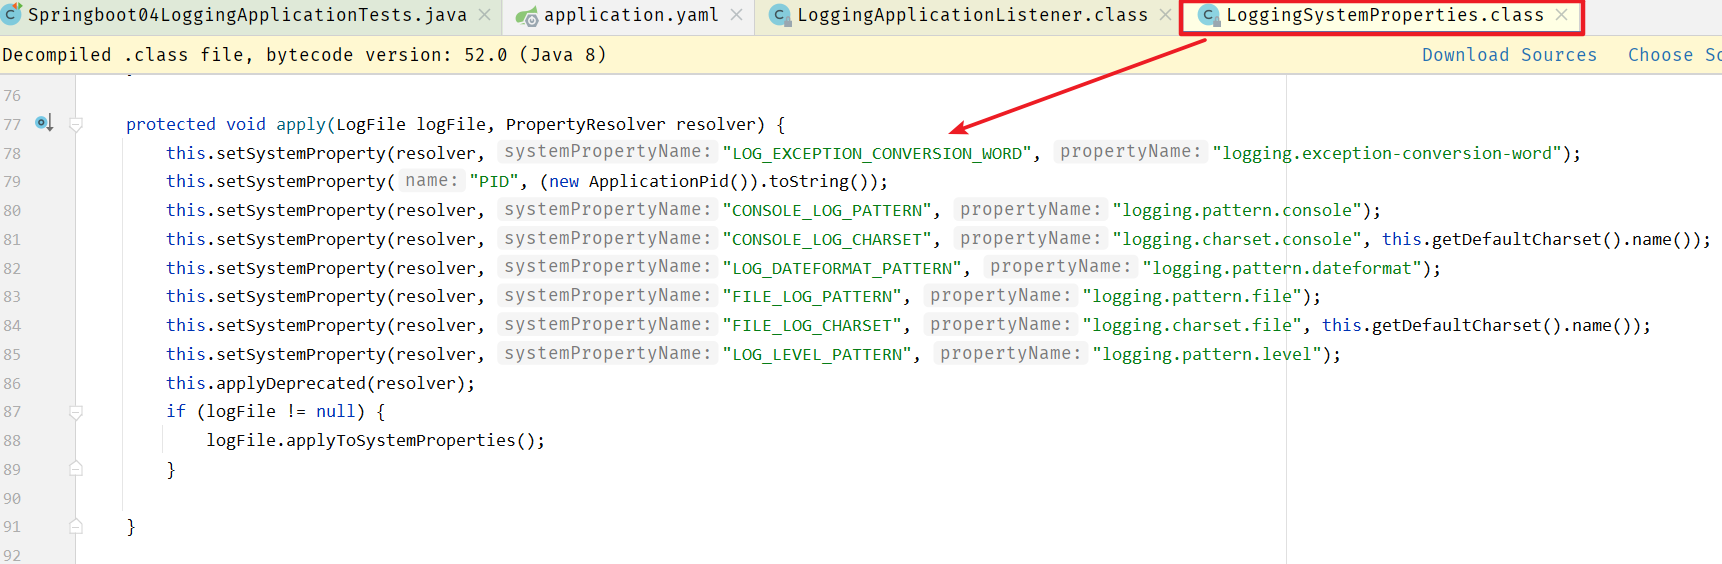 Springboot04LoggingApplicationTests.java application.yaml LoggingApplicationListener.class LoggingSystemProperties.class
Decompiled .class file, bytecode version: 52.0 (Java 8) Download Sources Choose So
76
77 protected void apply(LogFile logFile, PropertyResolver resolver) {
78 this.setSystemProperty(resolver, systemPropertyName: "LOG_EXCEPTION_CONVERSION_WORD", propertyName: "logging.exception-conversion-word");
79 this.setSystemProperty( name: "PID", (new ApplicationPid()).toString());
80 this.setSystemProperty(resolver, systemPropertyName: "CONSOLE_LOG_PATTERN", propertyName: "logging.pattern.console");
81 this.setSystemProperty(resolver, systemPropertyName: "CONSOLE_LOG_CHARSET", propertyName: "logging.charset.console", this.getDefaultCharset().name());
82 this.setSystemProperty(resolver, systemPropertyName: "LOG_DATEFORMAT_PATTERN", propertyName: "logging.pattern.dateformat");
83 this.setSystemProperty(resolver, systemPropertyName: "FILE_LOG_PATTERN", propertyName: "logging.pattern.file");
84 this.setSystemProperty(resolver, systemPropertyName: "FILE_LOG_CHARSET", propertyName: "logging.charset.file", this.getDefaultCharset().name());
85 this.setSystemProperty(resolver, systemPropertyName: "LOG_LEVEL_PATTERN", propertyName: "logging.pattern.level");
86 this.applyDeprecated(resolver);
87 if (logFile != null) {
88 logFile.applyToSystemProperties();
89 }
90
91 }
92